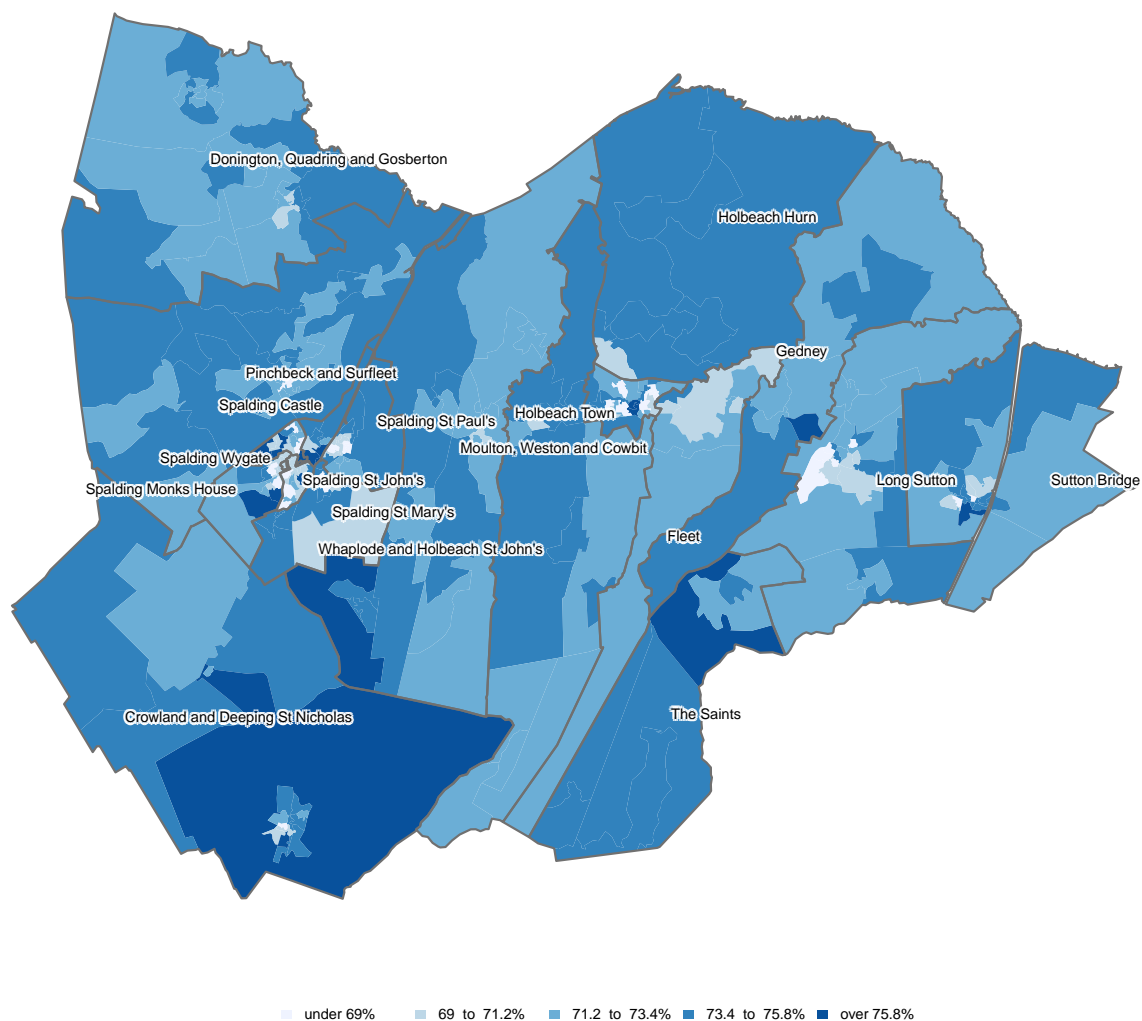 Donington, Quadring and Gosberton
Holbeach Hurn
Gedney
Pinchbeck and Surfleet
Spalding Castle
Holbeach Town
Spalding St Paul's
Moulton, Weston and Cowbit
Spalding Wygate
Spalding St John's
Long Sutton
Sutton Bridge
Spalding Monks House
Spalding St Mary's
Fleet
Whaplode and Holbeach St John's
The Saints
Crowland and Deeping St Nicholas
under 69% 69 to 71.2% 71.2 to 73.4% 73.4 to 75.8% over 75.8%